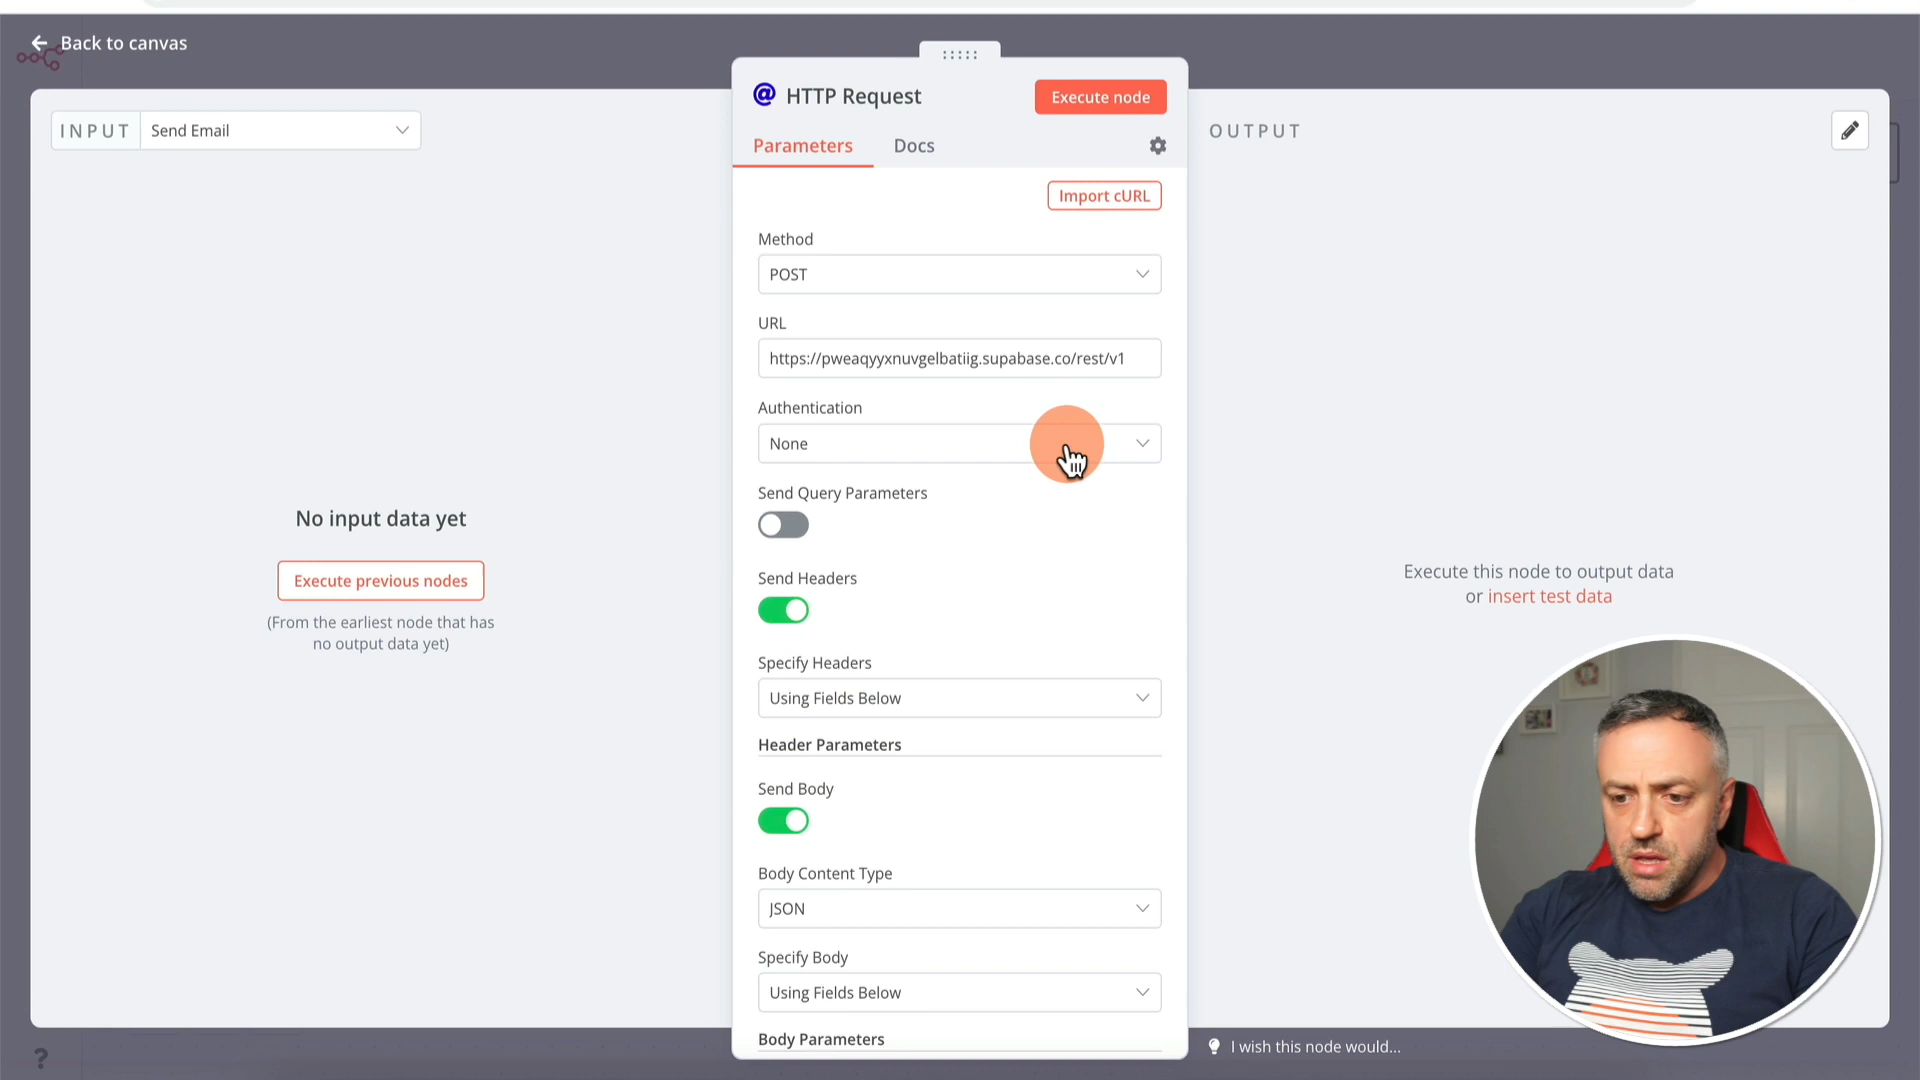 Back to canvas
INPUT
Send Email
No input data yet
Execute previous nodes
(From the earliest node that has
no output data yet)
@ HTTP Request
Execute node
Parameters
Docs
Import cURL
Method
POST
URL
https://pweaqyyxnuvgelbatiig.supabase.co/rest/v1
Authentication
None
Send Query Parameters
Send Headers
Specify Headers
Using Fields Below
Header Parameters
Send Body
Body Content Type
JSON
Specify Body
Using Fields Below
Body Parameters
OUTPUT
Execute this node to output data
or insert test data
I wish this node would...
?